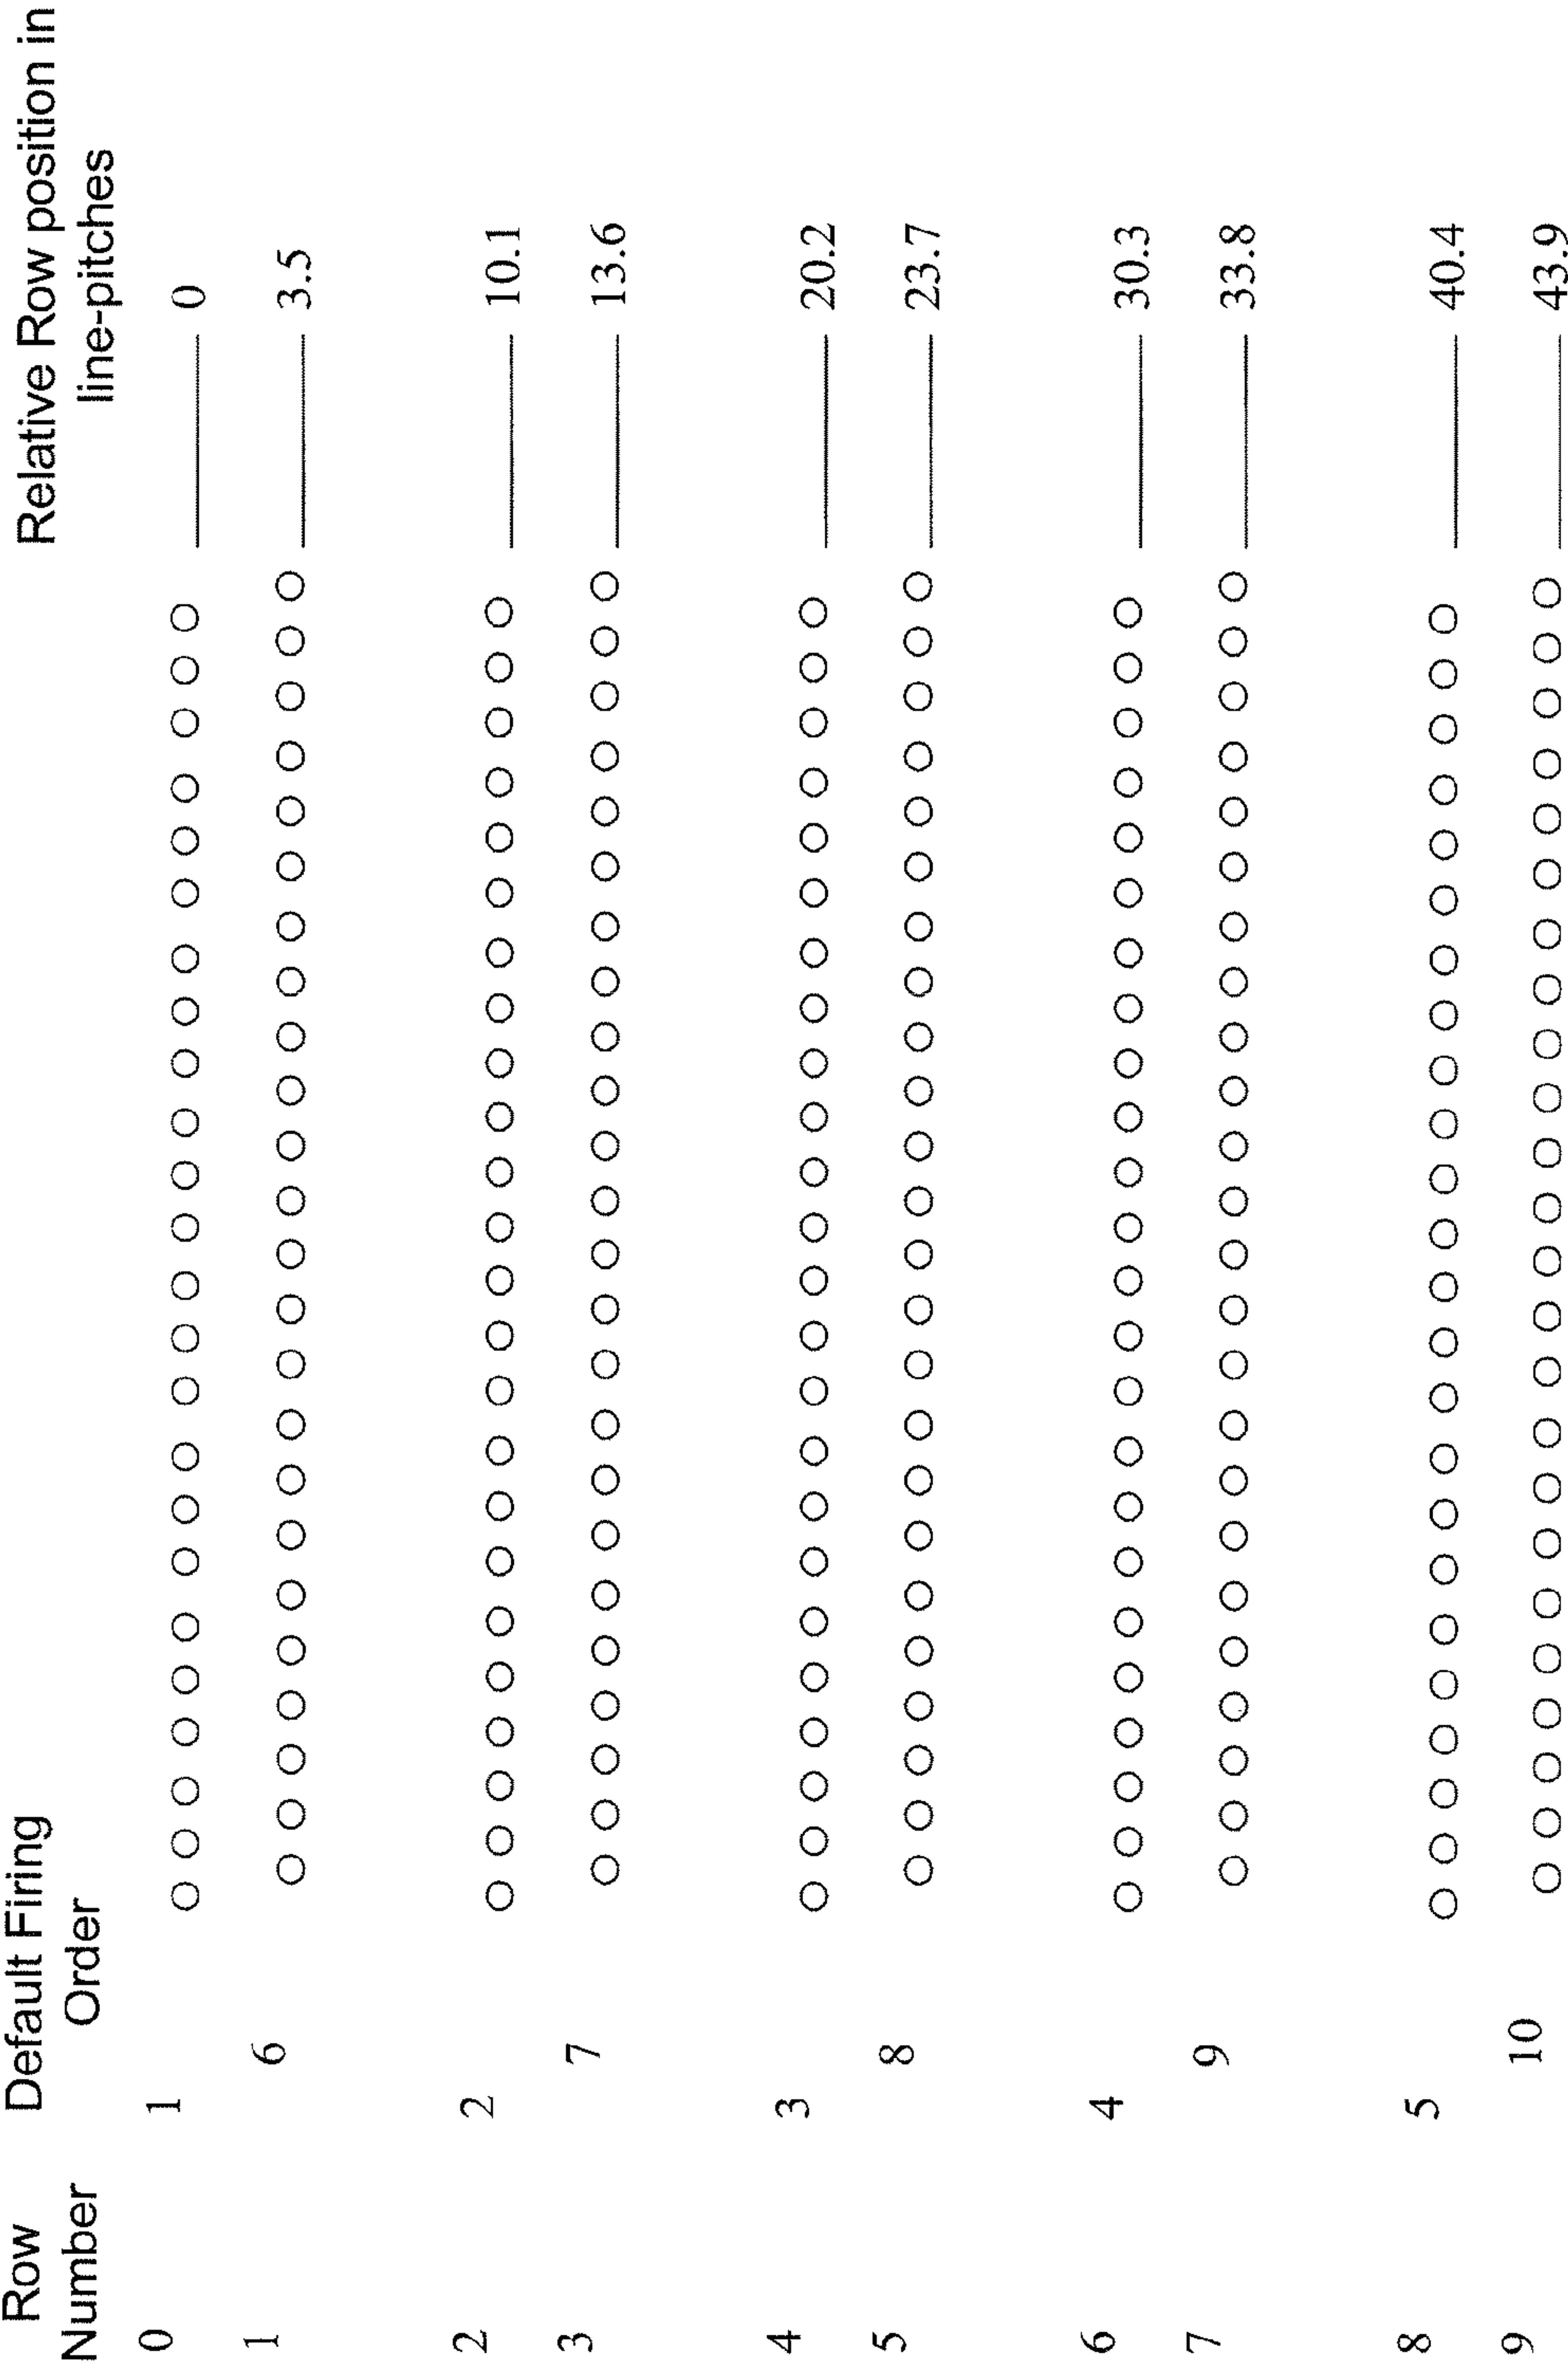 Row Number
Default Firing Order
Relative Row position in line-pitches
0 1 0
1 6 3.5
2 2 10.1
3 7 13.6
4 3 20.2
5 8 23.7
6 4 30.3
7 9 33.8
8 5 40.4
9 10 43.9